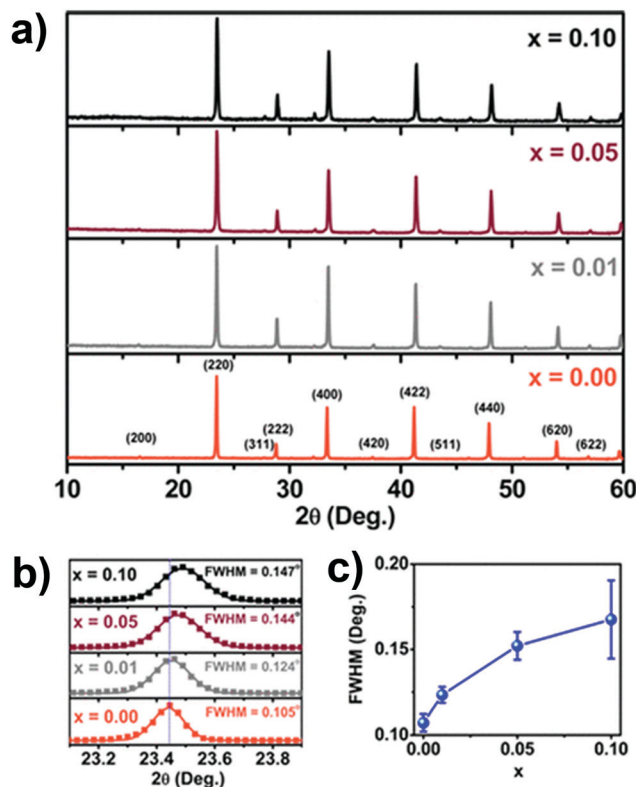 a)
x = 0.10
x = 0.05
x = 0.01
x = 0.00
(200)
(220)
(311)
(222)
(400)
(420)
(422)
(511)
(440)
(620)
(622)
10 20 30 40 50 60
2θ (Deg.)
b)
x = 0.10 FWHM = 0.147°
x = 0.05 FWHM = 0.144°
x = 0.01 FWHM = 0.124°
x = 0.00 FWHM = 0.105°
23.2 23.4 23.6 23.8
2θ (Deg.)
c)
FWHM (Deg.)
0.20
0.15
0.10
0.00 0.05 0.10
x